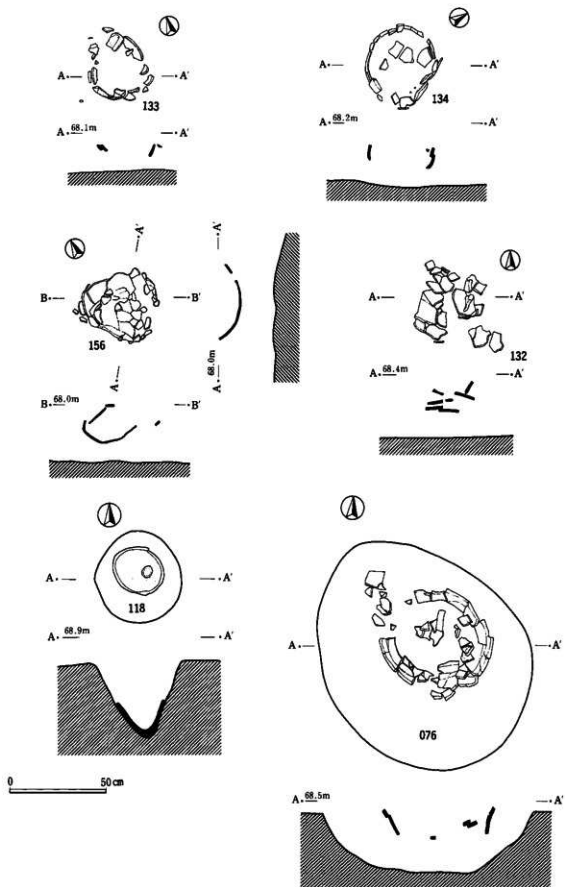 A A′
133
A 68.1m A′
A A′
134
A 68.2m A′
A′ A′
B B′
156
A 68.0m A
B 68.0m B′
A A′
132
A 68.4m A′
A A′
118
A 68.9m A′
A A′
076
0 50cm
A 68.5m A′